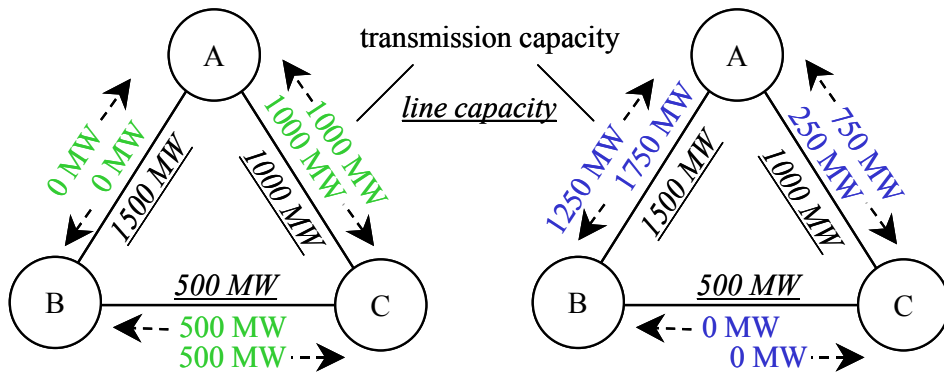 A
0 MW
0 MW
1500 MW
1000 MW
1000 MW
1000 MW
B
500 MW
C
500 MW
500 MW
transmission capacity
line capacity
A
1250 MW
1750 MW
1500 MW
750 MW
250 MW
1000 MW
B
500 MW
C
0 MW
0 MW